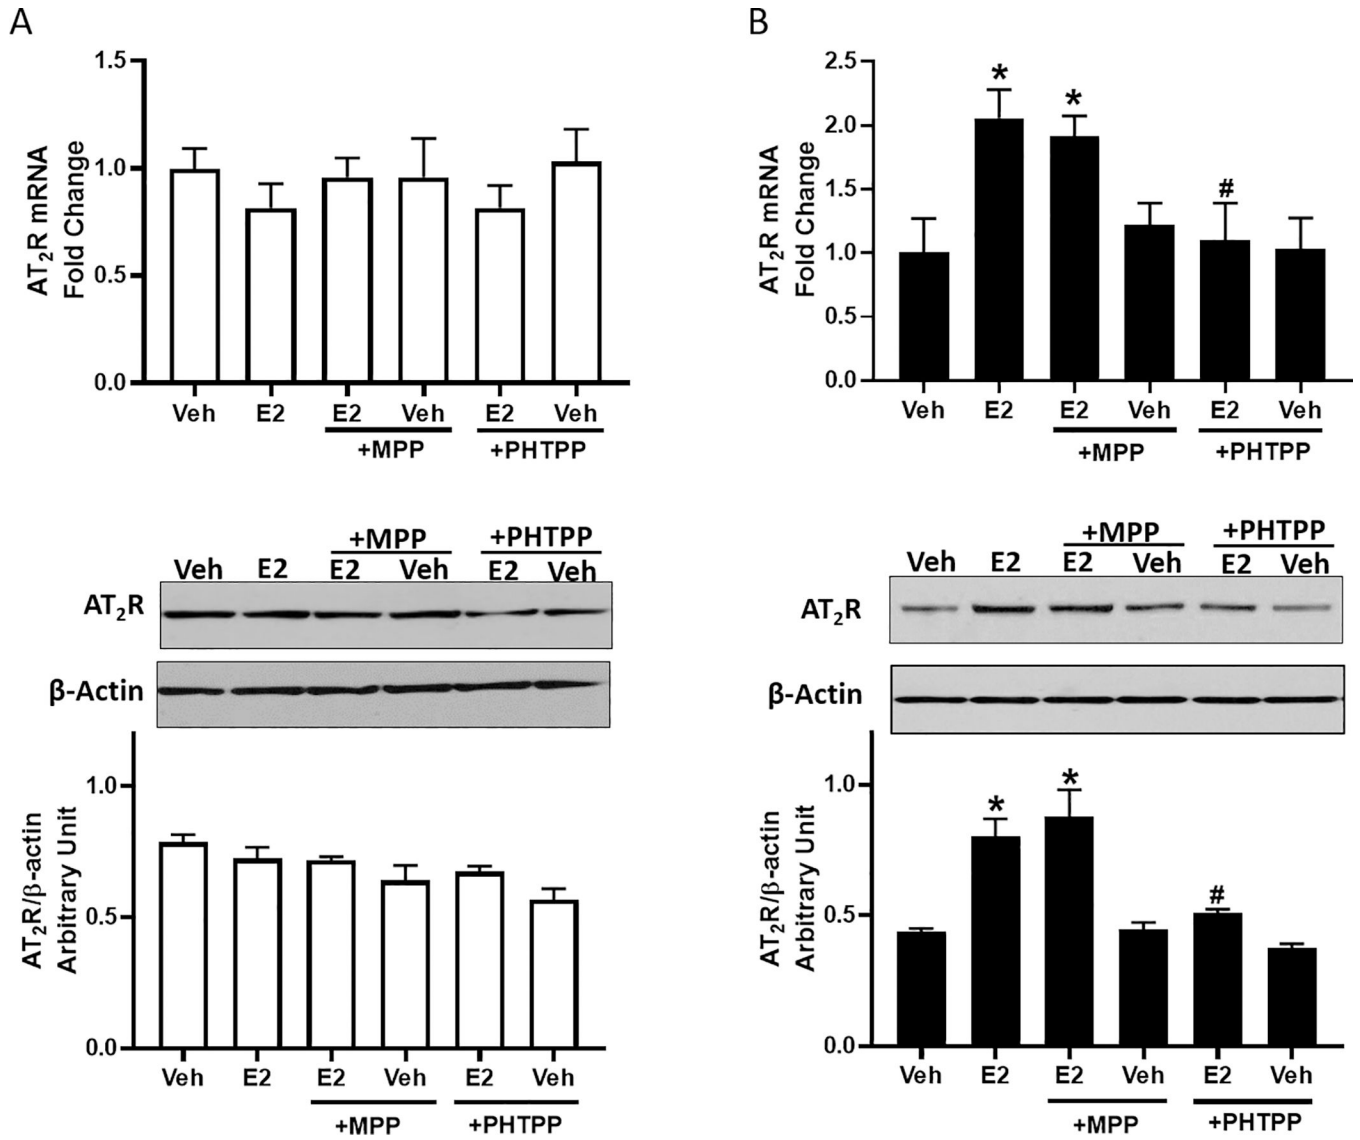 A
AT2R mRNA
Fold Change
1.5
1.0
0.5
0.0
Veh E2 E2 Veh E2 Veh
+MPP +PHTPP
B
AT2R mRNA
Fold Change
2.5
2.0
1.5
1.0
0.5
0.0
* * #
Veh E2 E2 Veh E2 Veh
+MPP +PHTPP
+MPP +PHTPP
Veh E2 E2 Veh E2 Veh
AT2R
β-Actin
AT2R/β-actin
Arbitrary Unit
1.0
0.5
0.0
Veh E2 E2 Veh E2 Veh
+MPP +PHTPP
+MPP +PHTPP
Veh E2 E2 Veh E2 Veh
AT2R
β-Actin
AT2R/β-actin
Arbitrary Unit
1.0
0.5
0.0
* * #
Veh E2 E2 Veh E2 Veh
+MPP +PHTPP